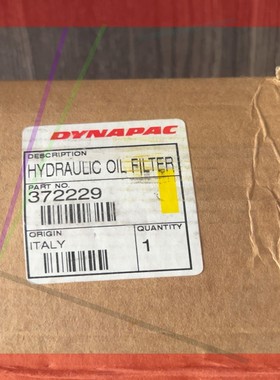 DYNAPAC
DESCRIPTION
HYDRAULIC OIL FILTER
PART NO.
372229
ORIGIN
ITALY
QUANTITY
1